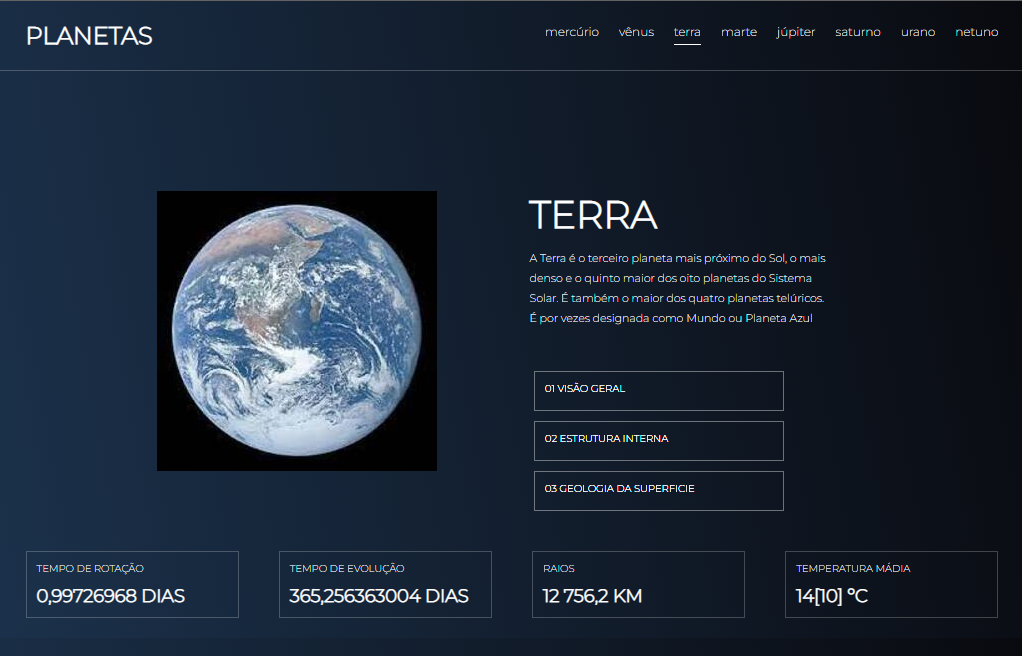 PLANETAS
mercúrio vênus terra marte júpiter saturno urano netuno
TERRA
A Terra é o terceiro planeta mais próximo do Sol, o mais
denso e o quinto maior dos oito planetas do Sistema
Solar. É também o maior dos quatro planetas telúricos.
É por vezes designada como Mundo ou Planeta Azul
01 VISÃO GERAL
02 ESTRUTURA INTERNA
03 GEOLOGIA DA SUPERFICIE
TEMPO DE ROTAÇÃO
0,99726968 DIAS
TEMPO DE EVOLUÇÃO
365,256363004 DIAS
RAIOS
12 756,2 KM
TEMPERATURA MÁDIA
14[10] ºC